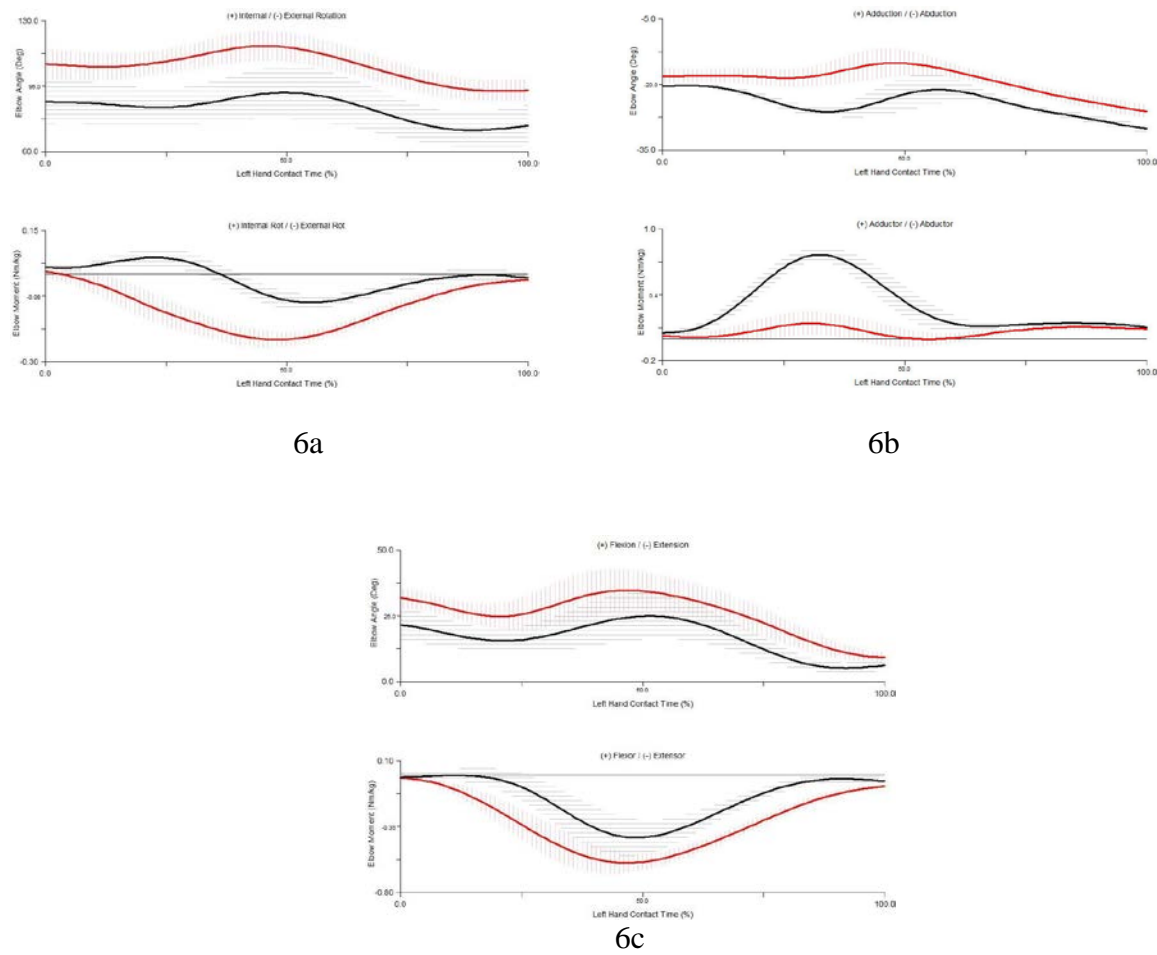 (+) Internal / (-) External Rotation
130.0
95.0
60.0
Elbow Angle (Deg)
0.0
50.0
100.0
Left Hand Contact Time (%)
(+) Internal Rot / (-) External Rot
0.15
-0.08
-0.30
Elbow Moment (Nm/kg)
0.0
50.0
100.0
Left Hand Contact Time (%)
6a
(+) Adduction / (-) Abduction
-5.0
-20.0
-35.0
Elbow Angle (Deg)
0.0
50.0
100.0
Left Hand Contact Time (%)
(+) Adductor / (-) Abductor
1.0
0.4
-0.2
Elbow Moment (Nm/kg)
0.0
50.0
100.0
Left Hand Contact Time (%)
6b
(+) Flexion / (-) Extension
50.0
25.0
0.0
Elbow Angle (Deg)
0.0
50.0
100.0
Left Hand Contact Time (%)
(+) Flexor / (-) Extensor
0.10
Elbow Moment (Nm/kg)
0.0
50.0
100.0
Left Hand Contact Time (%)
6c